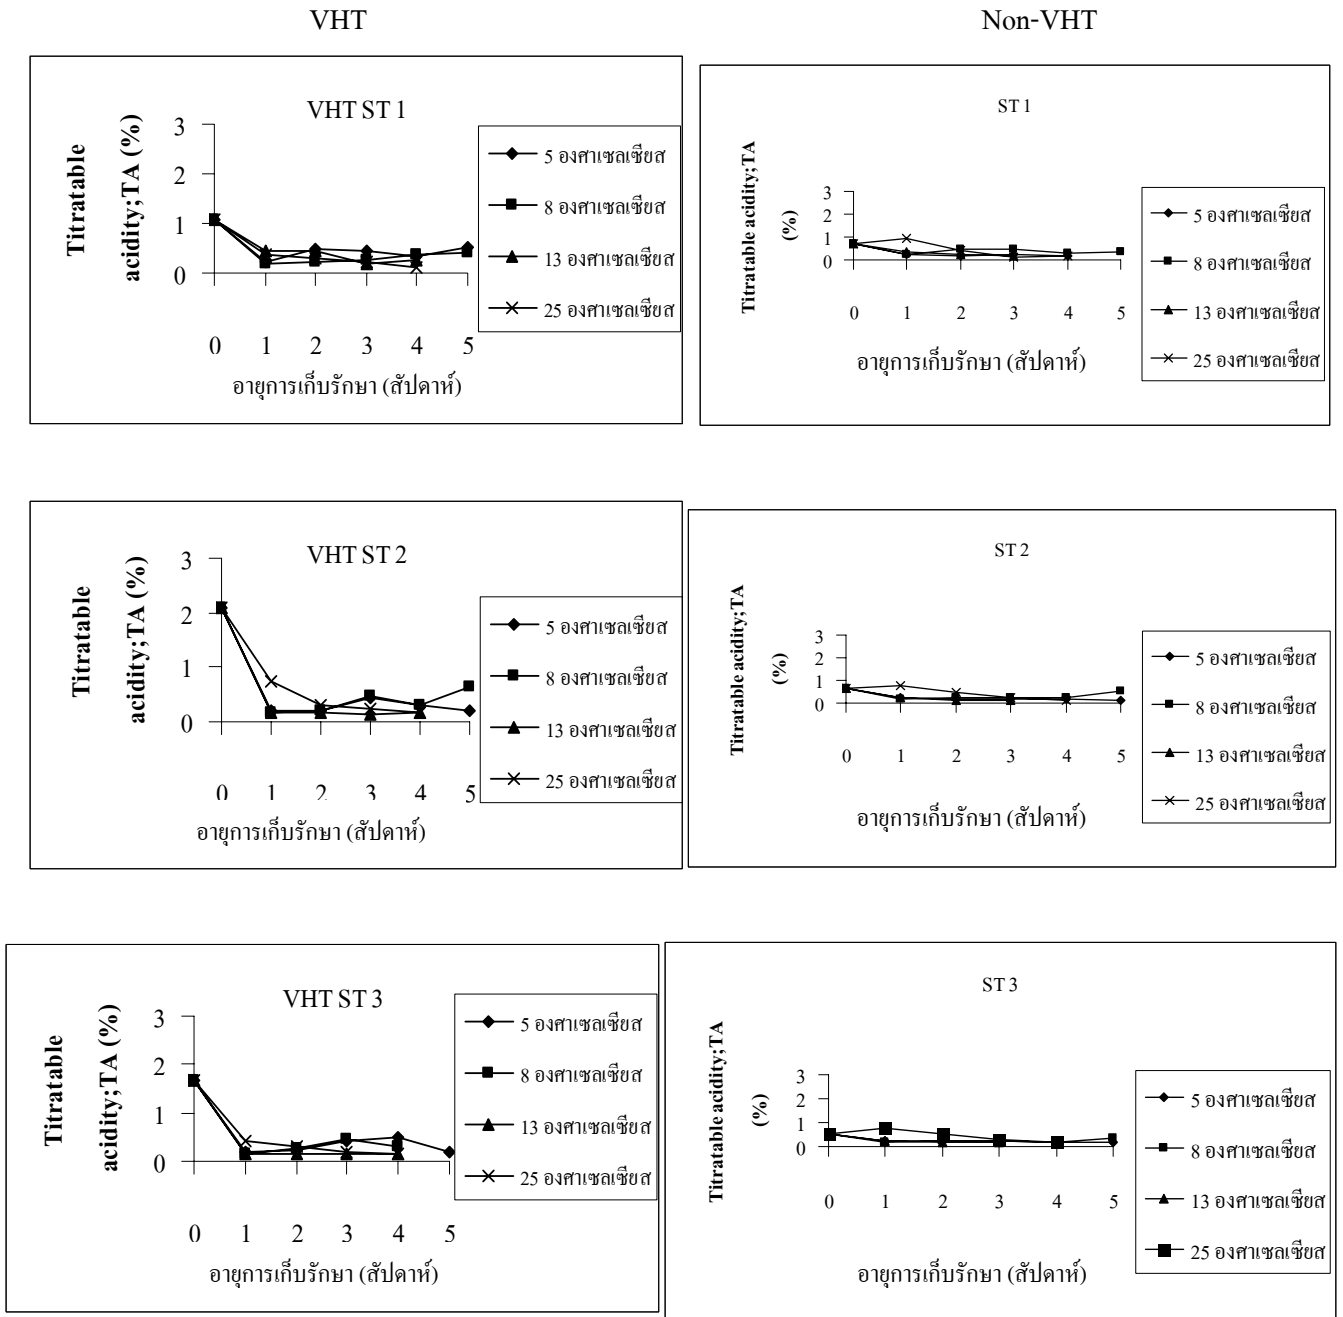 VHT
Non-VHT
VHT ST 1
Titratable
acidity;TA (%)
3
2
1
0
0 1 2 3 4 5
อายุการเก็บรักษา (สัปดาห์)
5 องศาเซลเซียส
8 องศาเซลเซียส
13 องศาเซลเซียส
25 องศาเซลเซียส
ST 1
Titratable acidity;TA
(%)
3
2
1
0
0 1 2 3 4 5
อายุการเก็บรักษา (สัปดาห์)
5 องศาเซลเซียส
8 องศาเซลเซียส
13 องศาเซลเซียส
25 องศาเซลเซียส
VHT ST 2
Titratable
acidity;TA (%)
3
2
1
0
0 1 2 3 4 5
อายุการเก็บรักษา (สัปดาห์)
5 องศาเซลเซียส
8 องศาเซลเซียส
13 องศาเซลเซียส
25 องศาเซลเซียส
ST 2
Titratable acidity;TA
(%)
3
2
1
0
0 1 2 3 4 5
อายุการเก็บรักษา (สัปดาห์)
5 องศาเซลเซียส
8 องศาเซลเซียส
13 องศาเซลเซียส
25 องศาเซลเซียส
VHT ST 3
Titratable
acidity;TA (%)
3
2
1
0
0 1 2 3 4 5
อายุการเก็บรักษา (สัปดาห์)
5 องศาเซลเซียส
8 องศาเซลเซียส
13 องศาเซลเซียส
25 องศาเซลเซียส
ST 3
Titratable acidity;TA
(%)
3
2
1
0
0 1 2 3 4 5
อายุการเก็บรักษา (สัปดาห์)
5 องศาเซลเซียส
8 องศาเซลเซียส
13 องศาเซลเซียส
25 องศาเซลเซียส